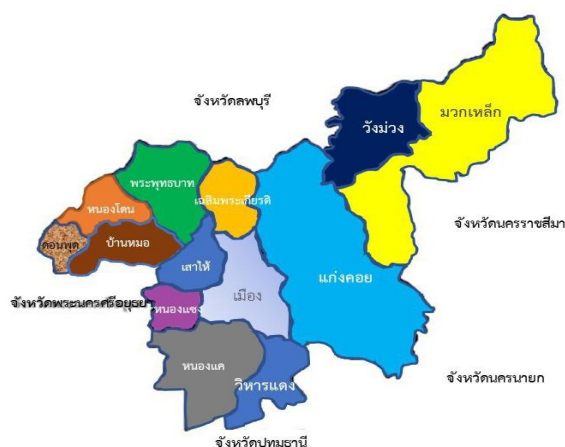 จังหวัดลพบุรี
วังม่วง
มวกเหล็ก
พระพุทธบาท
เฉลิมพระเกียรติ
หนองโดน
จังหวัดนครราชสีมา
ดอนพุด
บ้านหมอ
เสาไห้
แก่งคอย
เมือง
จังหวัดพระนครศรีอยุธยา
หนองแซง
หนองแค
วิหารแดง
จังหวัดนครนายก
จังหวัดปทุมธานี